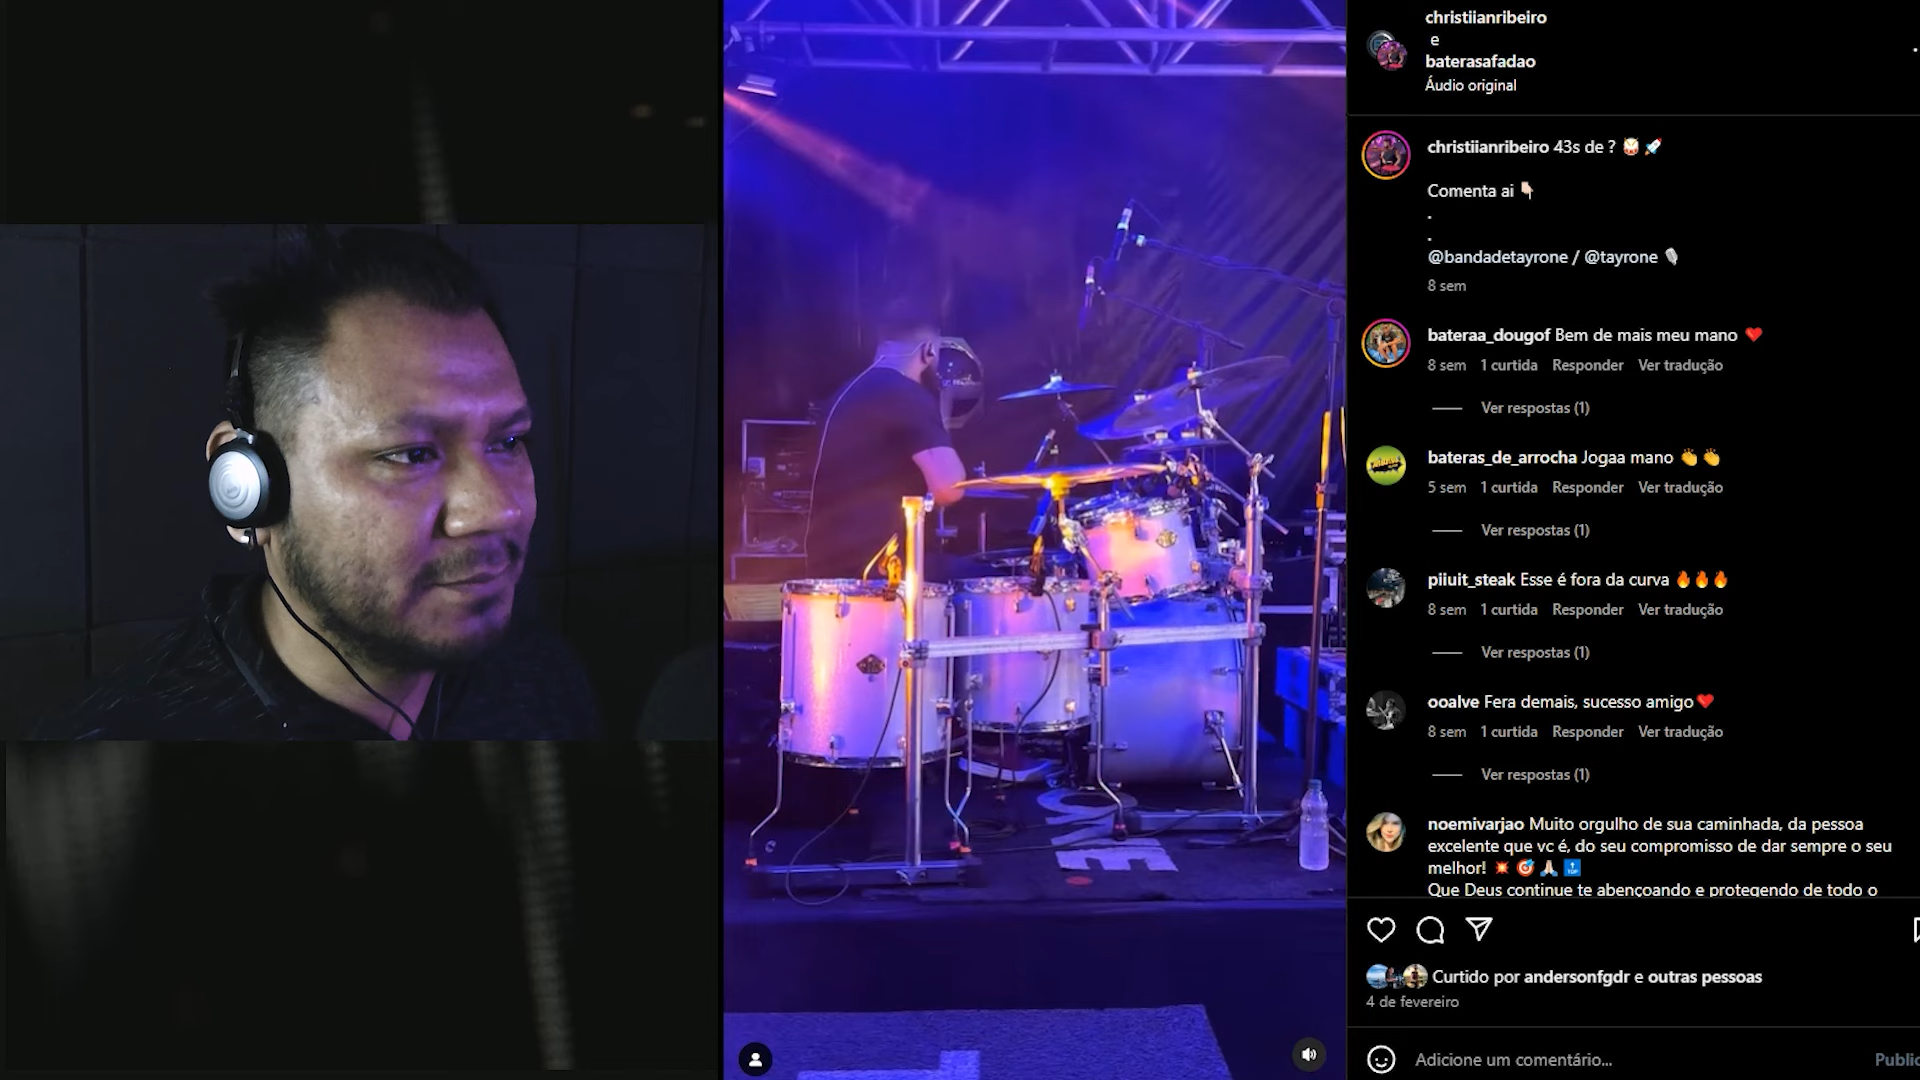 christiianribeiro
e
baterasafadao
Áudio original
christiianribeiro 43s de ? 🥁 🚀
Comenta ai 👇🏻
.
.
@bandadetayrone / @tayrone 🎙️
8 sem
bateraa_dougof Bem de mais meu mano ❤️
8 sem 1 curtida Responder Ver tradução
Ver respostas (1)
bateras_de_arrocha Jogaa mano 👏 👏
5 sem 1 curtida Responder Ver tradução
Ver respostas (1)
piiuit_steak Esse é fora da curva 🔥🔥🔥
8 sem 1 curtida Responder Ver tradução
Ver respostas (1)
ooalve Fera demais, sucesso amigo❤️
8 sem 1 curtida Responder Ver tradução
Ver respostas (1)
noemivarjao Muito orgulho de sua caminhada, da pessoa
excelente que vc é, do seu compromisso de dar sempre o seu
melhor! 💥 🎯 🙏🏻 🔝
Que Deus continue te abençoando e protegendo de todo o
Curtido por andersonfgdr e outras pessoas
4 de fevereiro
Adicione um comentário...
Public